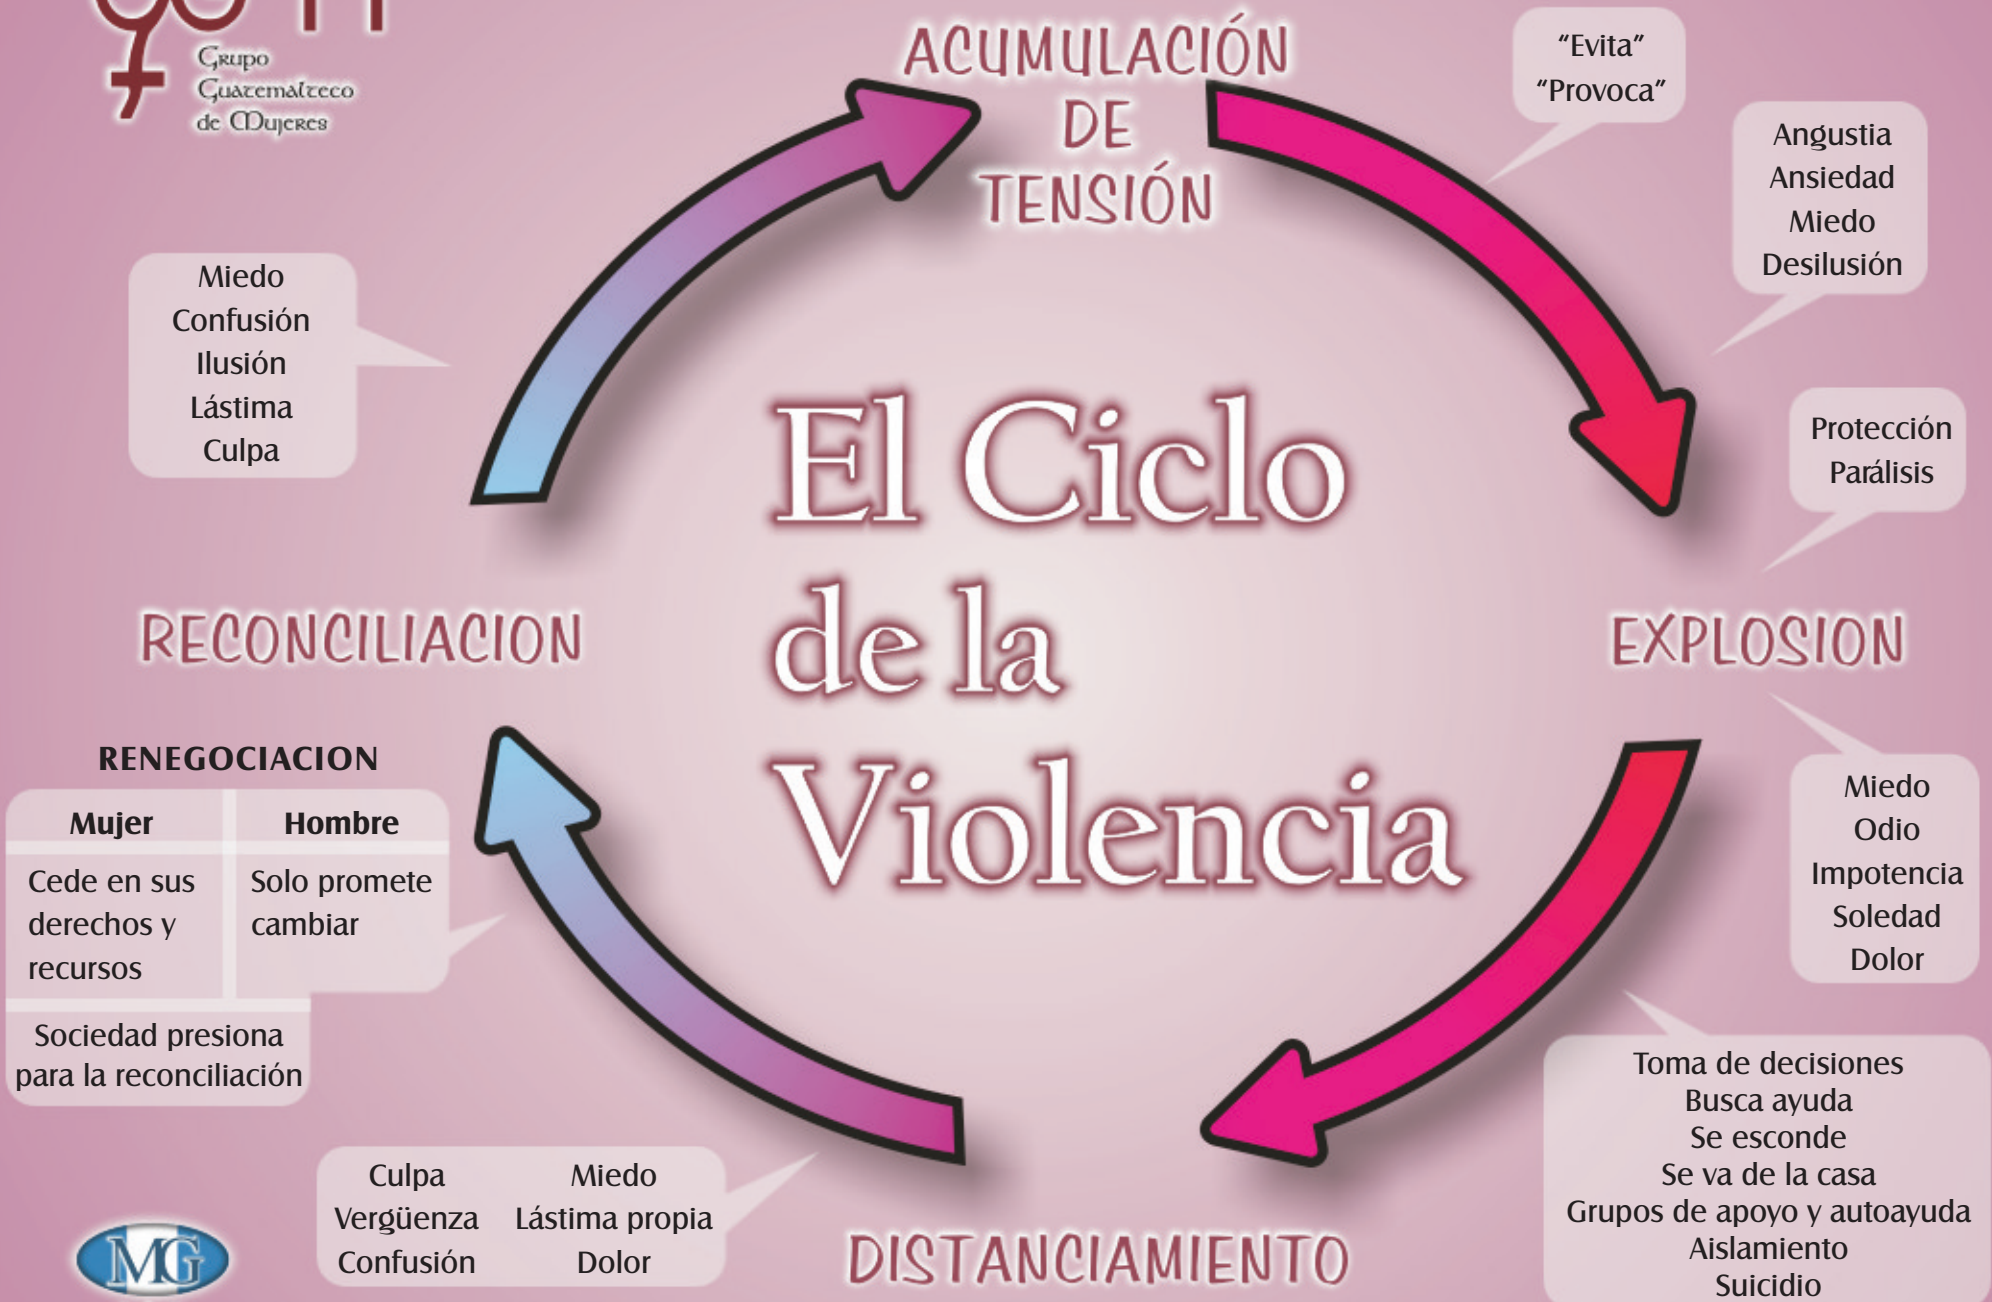 Grupo
Guatemalteco
de Mujeres
ACUMULACIÓN
DE
TENSIÓN
“Evita”
“Provoca”
Angustia
Ansiedad
Miedo
Desilusión
Miedo
Confusión
Ilusión
Lástima
Culpa
Protección
Parálisis
El Ciclo
de la
Violencia
RECONCILIACION
EXPLOSION
RENEGOCIACION
Mujer
Hombre
Cede en sus
derechos y
recursos
Solo promete
cambiar
Sociedad presiona
para la reconciliación
Miedo
Odio
Impotencia
Soledad
Dolor
Toma de decisiones
Busca ayuda
Se esconde
Se va de la casa
Grupos de apoyo y autoayuda
Aislamiento
Suicidio
Culpa
Vergüenza
Confusión
Miedo
Lástima propia
Dolor
DISTANCIAMIENTO
MG